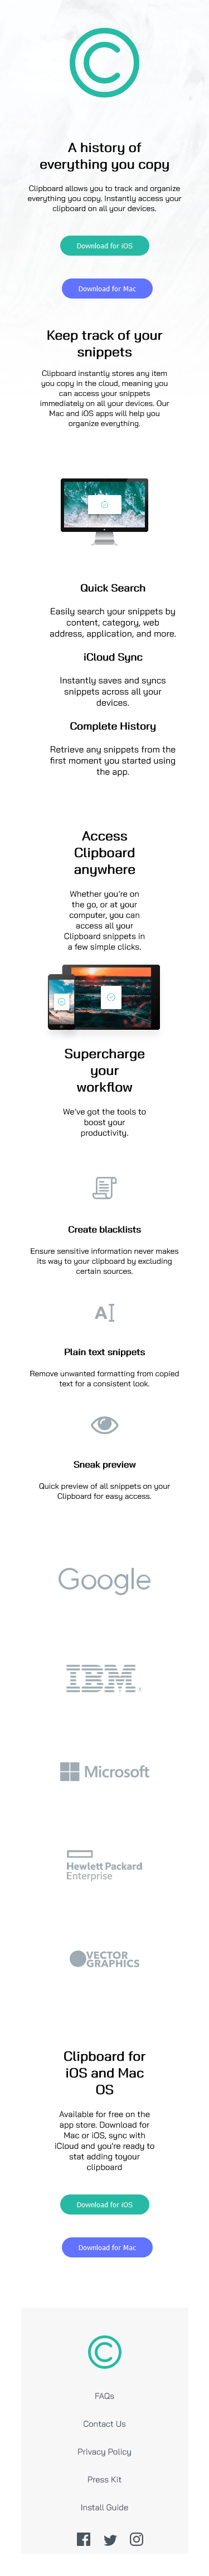 A history of
everything you copy
Clipboard allows you to track and organize
everything you copy. Instantly access your
clipboard on all your devices.
Download for iOS
Download for Mac
Keep track of your
snippets
Clipboard instantly stores any item
you copy in the cloud, meaning you
can access your snippets
immediately on all your devices. Our
Mac and iOS apps will help you
organize everything.
Quick Search
Easily search your snippets by
content, category, web
address, application, and more.
iCloud Sync
Instantly saves and syncs
snippets across all your
devices.
Complete History
Retrieve any snippets from the
first moment you started using
the app.
Access
Clipboard
anywhere
Whether you're on
the go, or at your
computer, you can
access all your
Clipboard snippets in
a few simple clicks.
Supercharge
your
workflow
We've got the tools to
boost your
productivity.
Create blacklists
Ensure sensitive information never makes
its way to your clipboard by excluding
certain sources.
A
Plain text snippets
Remove unwanted formatting from copied
text for a consistent look.
Sneak preview
Quick preview of all snippets on your
Clipboard for easy access.
Google
IBM
Microsoft
Hewlett Packard
Enterprise
VECTOR
GRAPHICS
Clipboard for
iOS and Mac
OS
Available for free on the
app store. Download for
Mac or iOS, sync with
iCloud and you're ready to
stat adding toyour
clipboard
Download for iOS
Download for Mac
FAQs
Contact Us
Privacy Policy
Press Kit
Install Guide